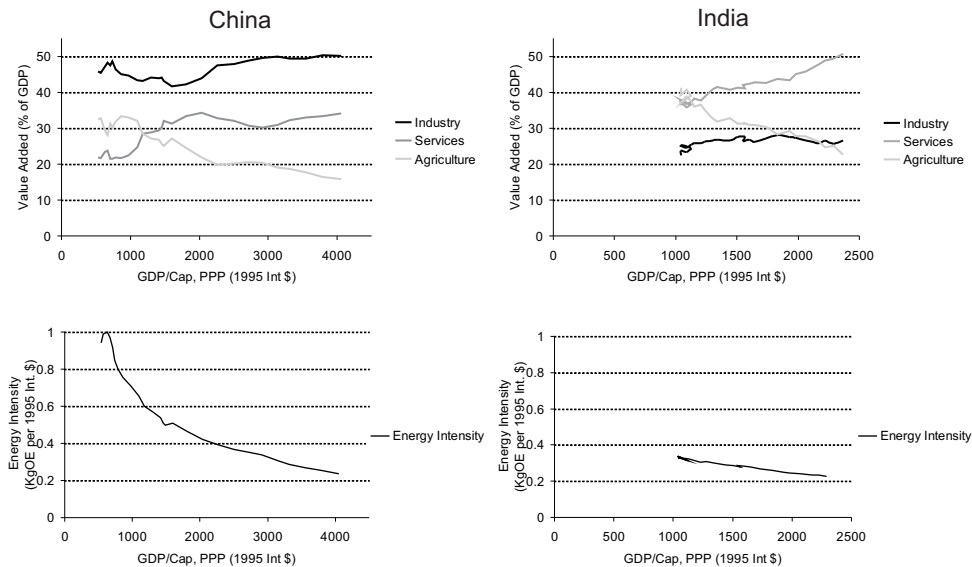 China
Value Added (% of GDP)
50
40
30
20
10
0
0 1000 2000 3000 4000
GDP/Cap, PPP (1995 Int $)
Industry
Services
Agriculture
India
Value Added (% of GDP)
50
40
30
20
10
0
0 500 1000 1500 2000 2500
GDP/Cap, PPP (1995 Int $)
Industry
Services
Agriculture
Energy Intensity
(KgOE per 1995 Int. $)
1
0.8
0.6
0.4
0.2
0
0 1000 2000 3000 4000
GDP/Cap, PPP (1995 Int $)
Energy Intensity
Energy Intensity
(KgOE per 1995 Int. $)
1
0.8
0.6
0.4
0.2
0
0 500 1000 1500 2000 2500
GDP/Cap, PPP (1995 Int $)
Energy Intensity